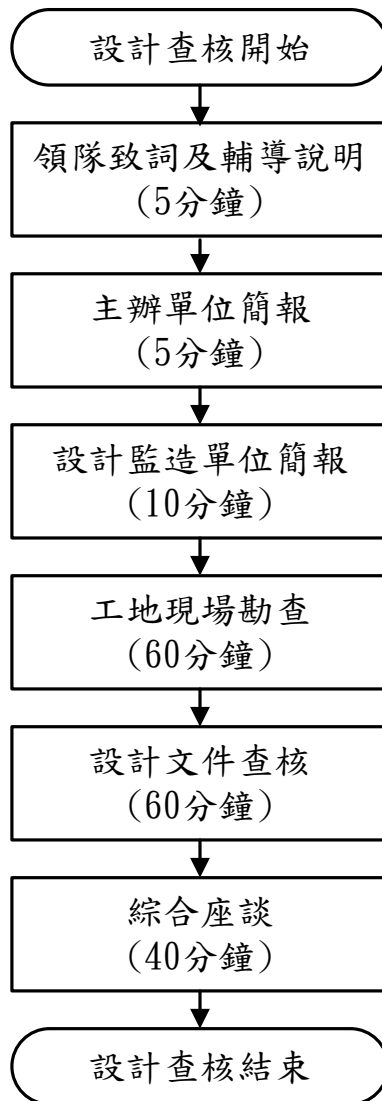 設計查核開始
領隊致詞及輔導說明
(5分鐘)
主辦單位簡報
(5分鐘)
設計監造單位簡報
(10分鐘)
工地現場勘查
(60分鐘)
設計文件查核
(60分鐘)
綜合座談
(40分鐘)
設計查核結束